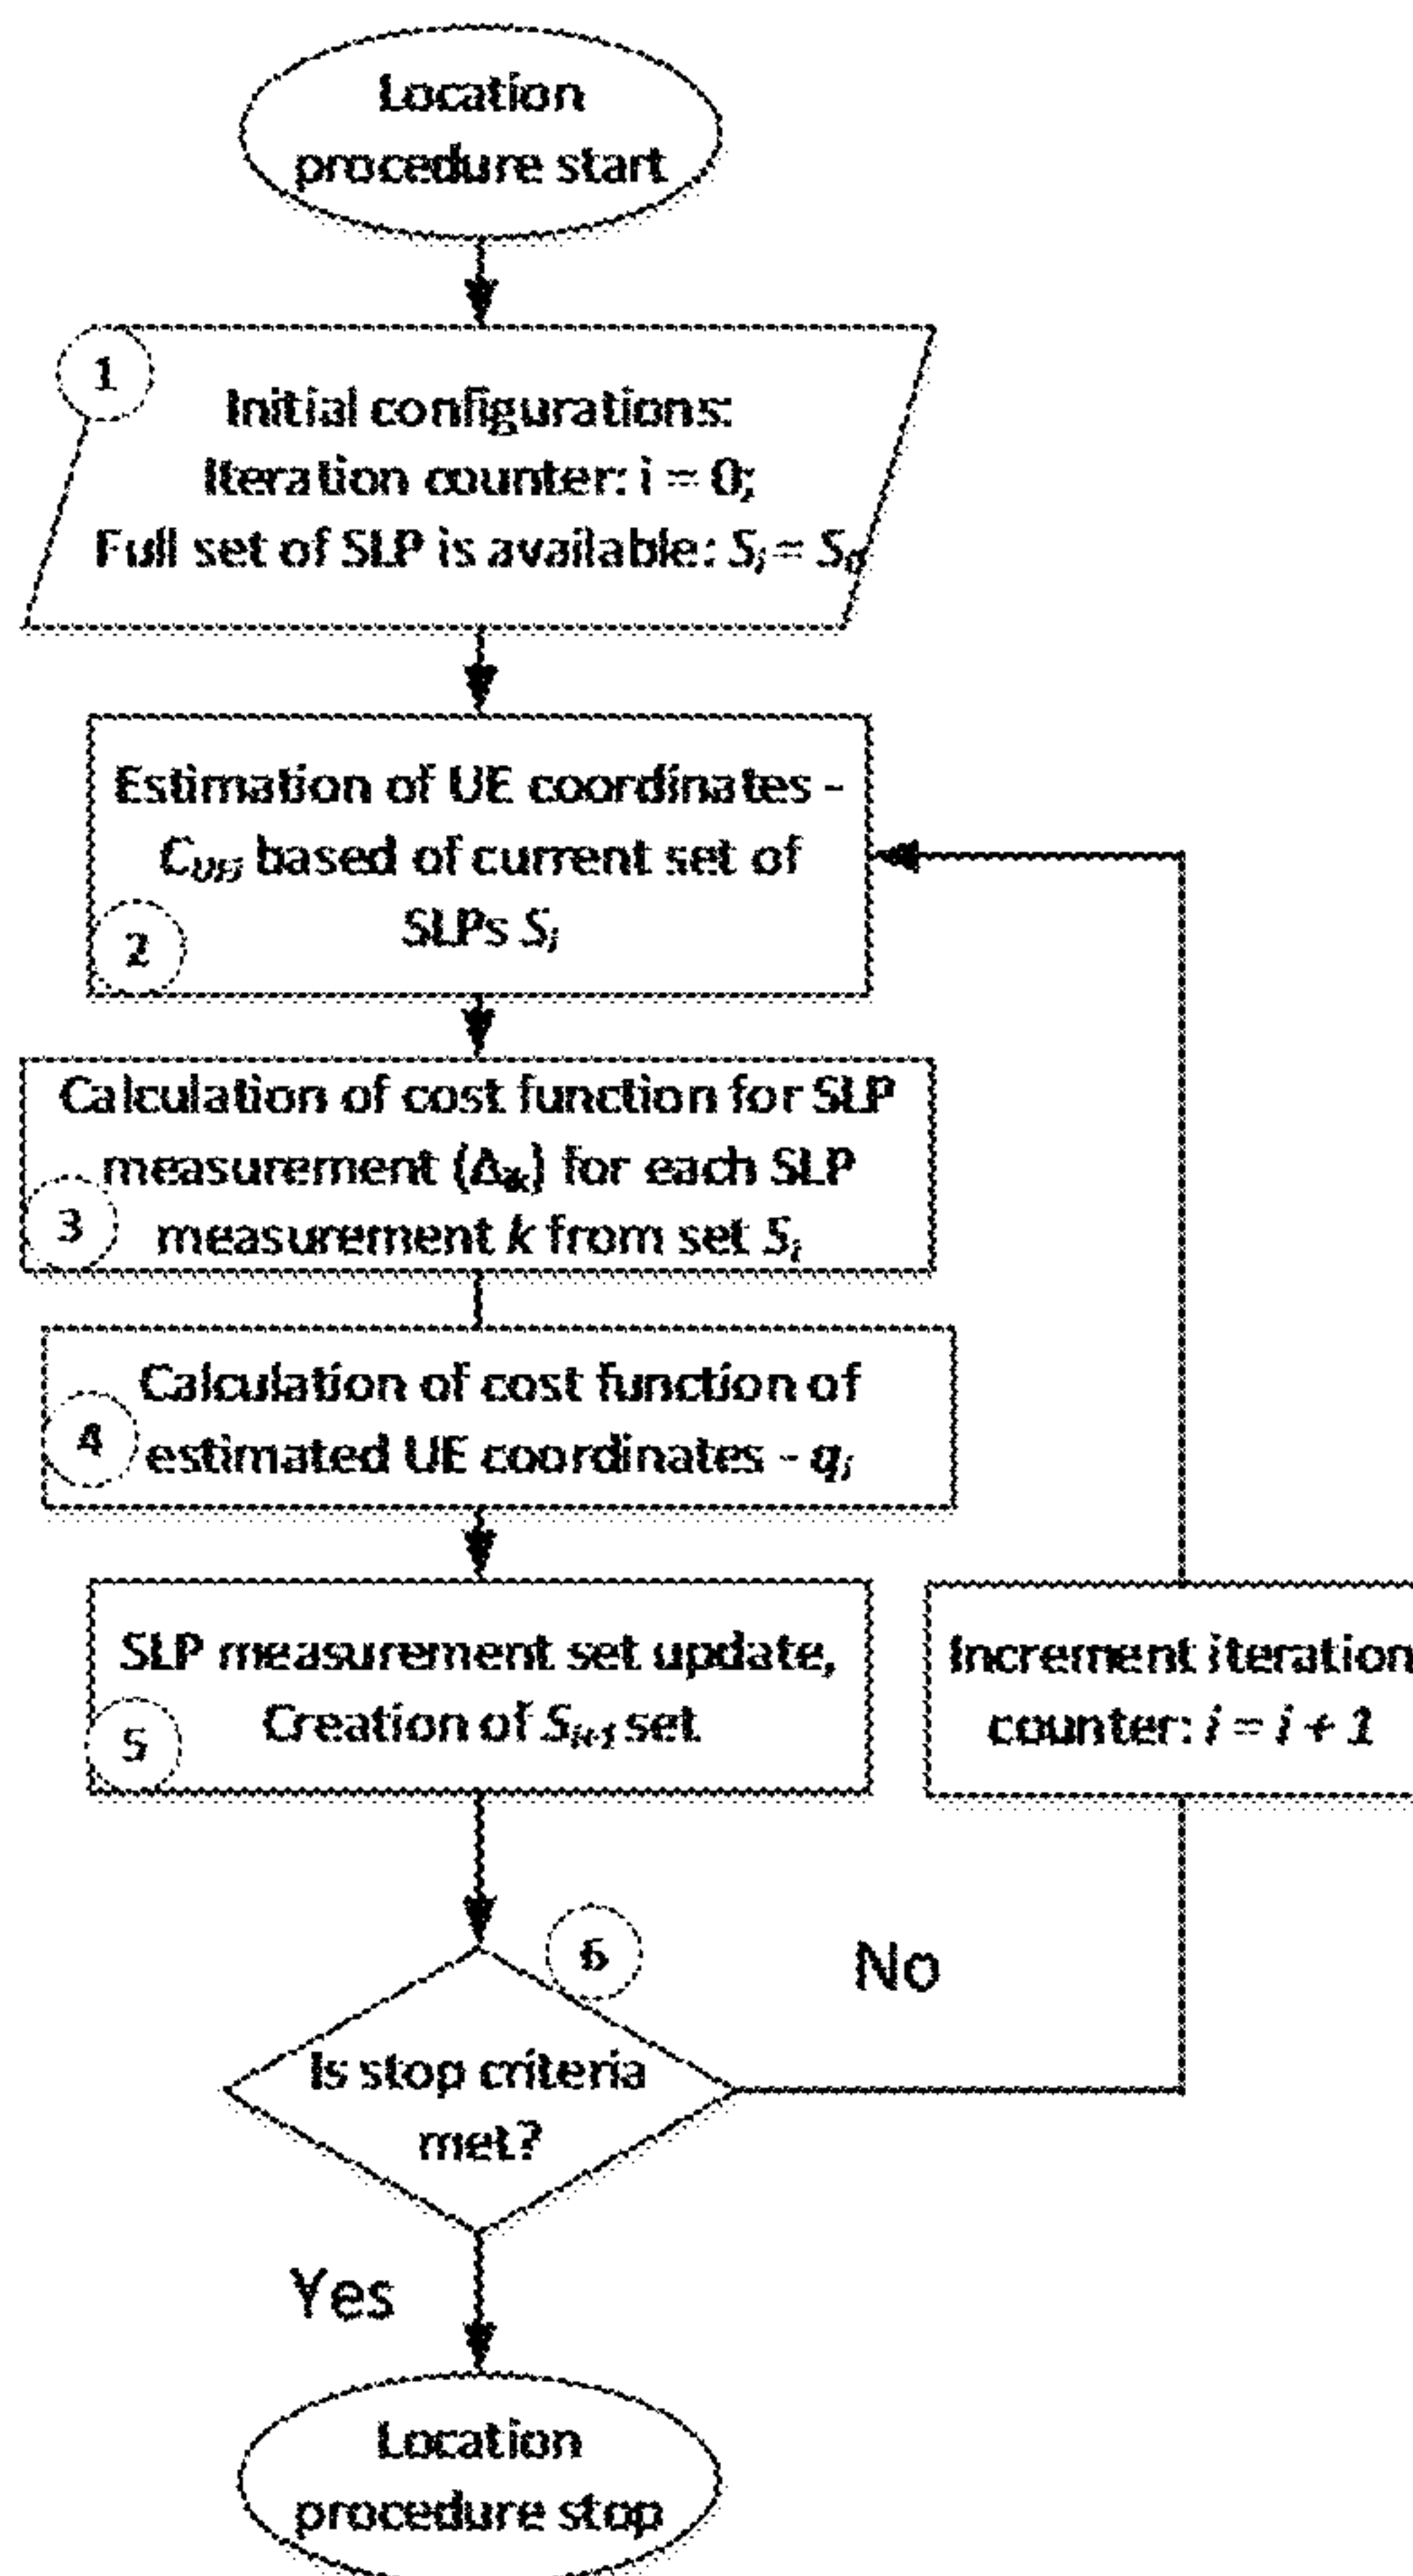 Location
procedure start
1
Initial configurations:
Iteration counter: i = 0;
Full set of SLP is available: Si = S0
Estimation of UE coordinates -
CUEi based of current set of
SLPs Si
2
Calculation of cost function for SLP
measurement (Δik) for each SLP
measurement k from set Si
3
Calculation of cost function of
estimated UE coordinates - qi
4
SLP measurement set update,
Creation of Si+1 set
5
Increment iteration
counter: i = i + 1
6
No
Is stop criteria
met?
Yes
Location
procedure stop